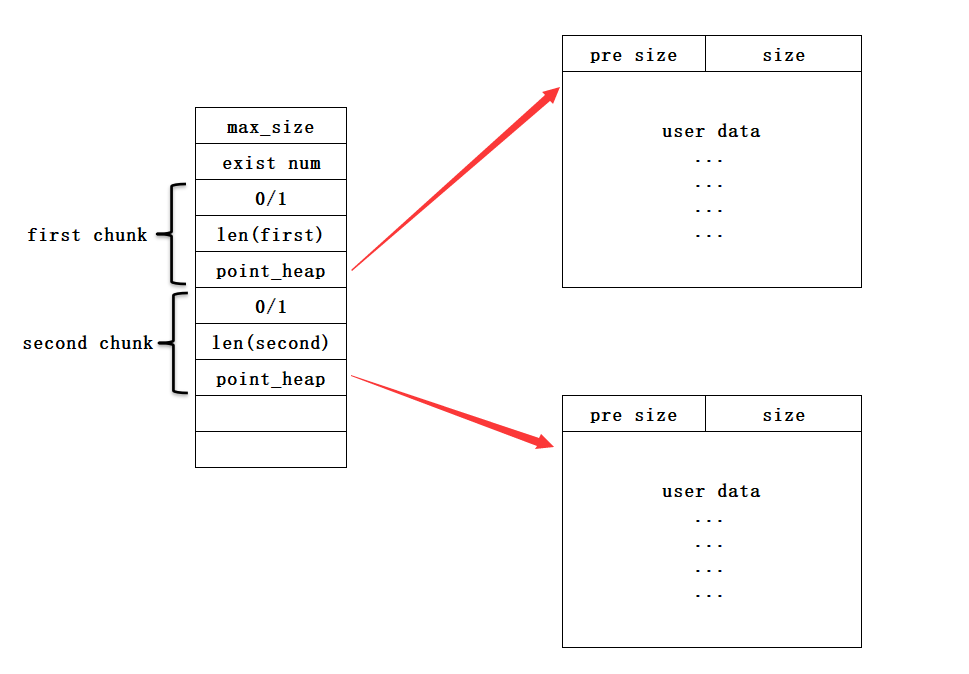 max_size
exist num
0/1
len(first)
point_heap
0/1
len(second)
point_heap
first chunk
second chunk
pre size
size
user data
...
...
...
...
pre size
size
user data
...
...
...
...